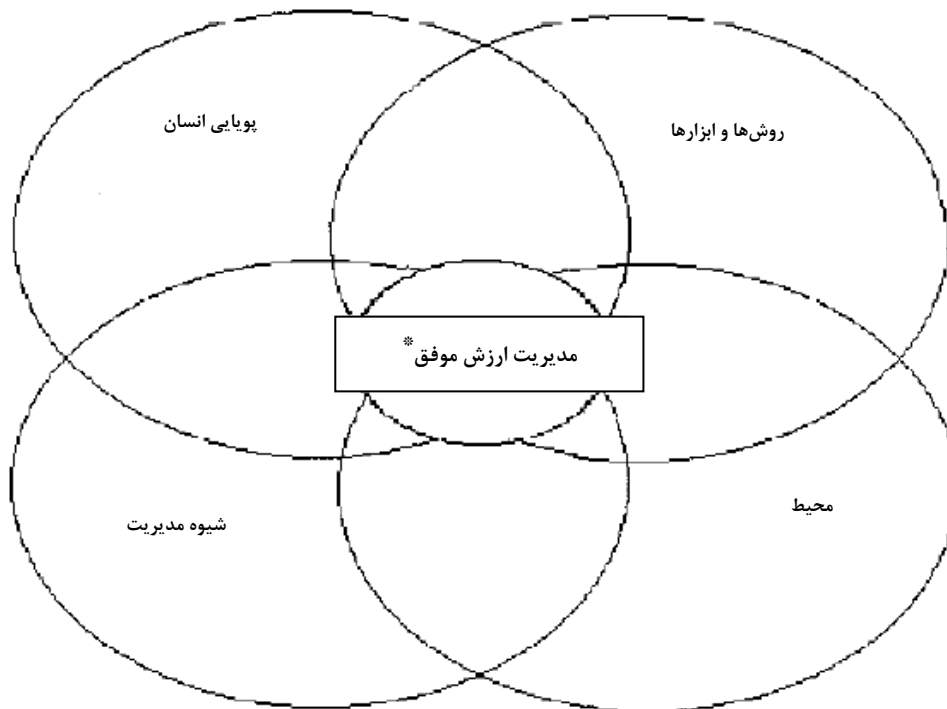 روش‌ها و ابزارها
پویایی انسان
مدیریت ارزش موفق*
محیط
شیوه مدیریت